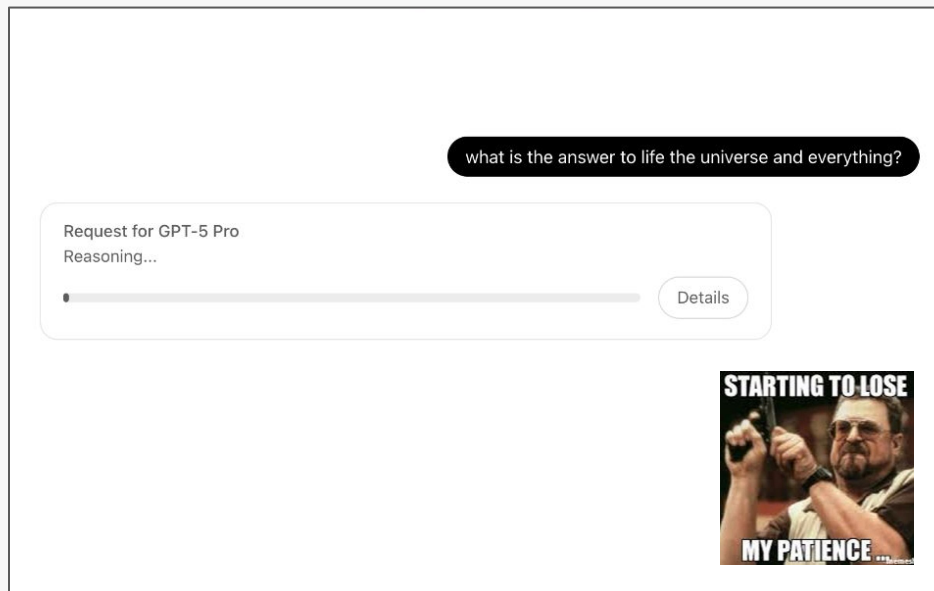 what is the answer to life the universe and everything?
Request for GPT-5 Pro
Reasoning...
Details
STARTING TO LOSE
MY PATIENCE ...